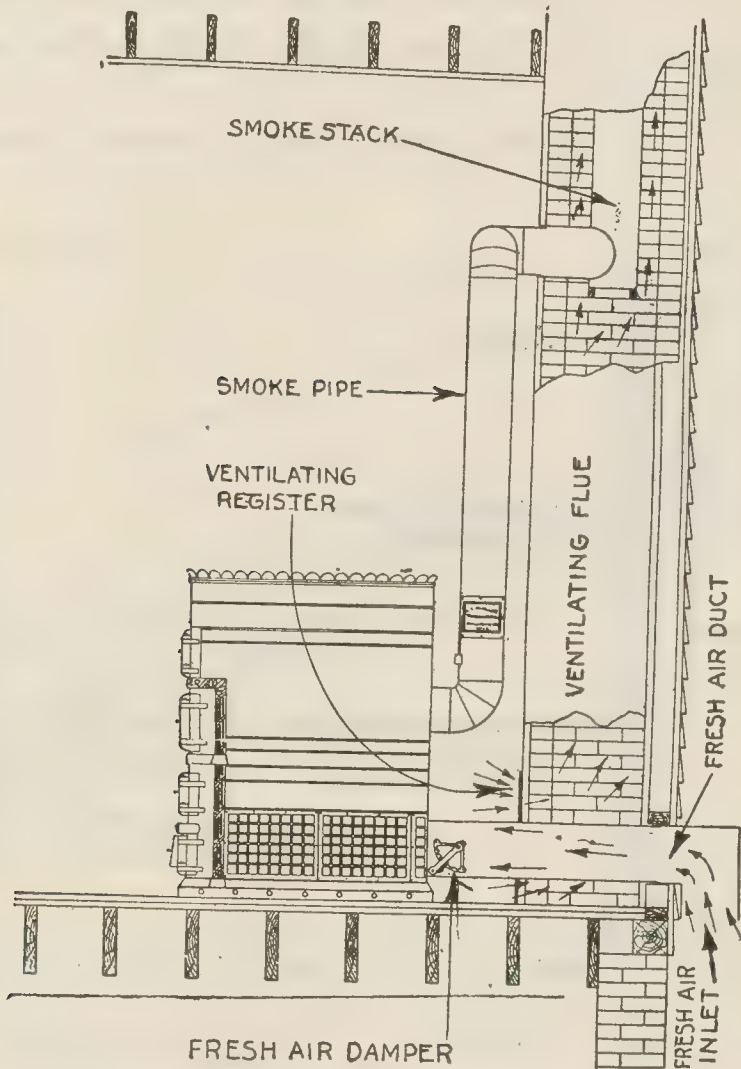 SMOKE STACK
SMOKE PIPE
VENTILATING
REGISTER
VENTILATING FLUE
FRESH AIR DUCT
FRESH AIR
INLET
FRESH AIR DAMPER